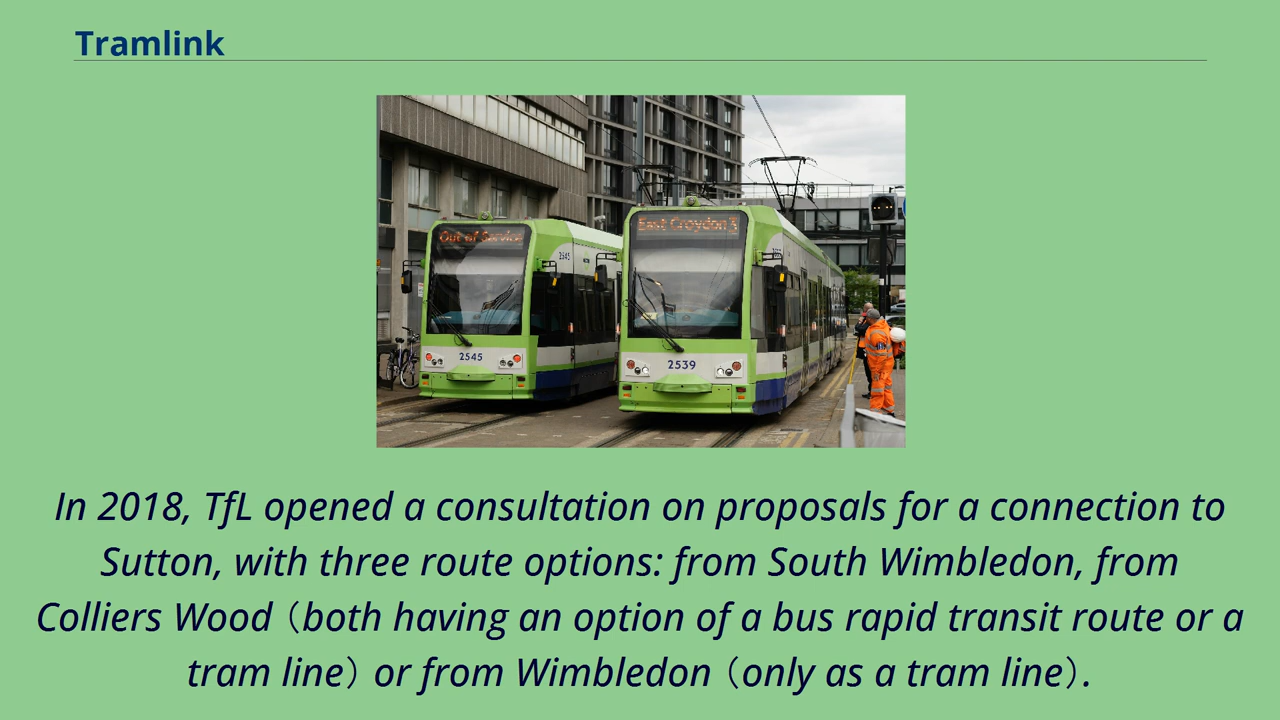 Tramlink
Out of Service
East Croydon 3
2545
2545
2539
In 2018, TfL opened a consultation on proposals for a connection to
Sutton, with three route options: from South Wimbledon, from
Colliers Wood（both having an option of a bus rapid transit route or a
tram line）or from Wimbledon（only as a tram line）.